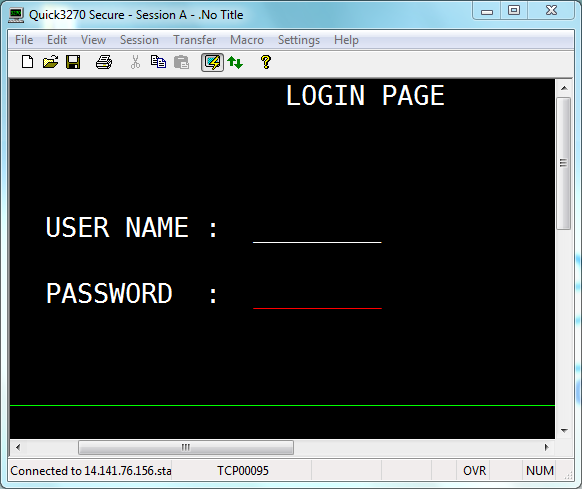 Quick3270 Secure - Session A - .No Title
File Edit View Session Transfer Macro Settings Help
LOGIN PAGE
USER NAME :
PASSWORD :
Connected to 14.141.76.156.sta TCP00095 OVR NUM